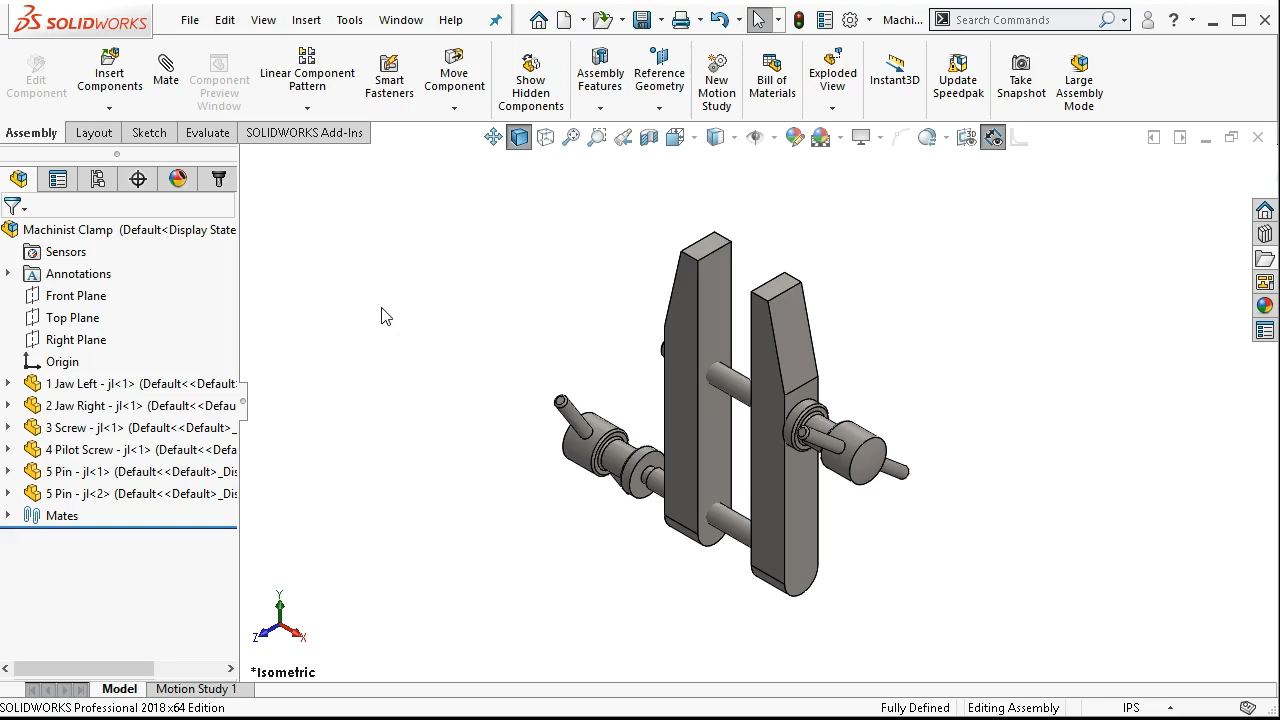 SOLIDWORKS File Edit View Insert Tools Window Help Machi... Search Commands ?
Edit Component
Insert Components
Mate
Component Preview Window
Linear Component Pattern
Smart Fasteners
Move Component
Show Hidden Components
Assembly Features
Reference Geometry
New Motion Study
Bill of Materials
Exploded View
Instant3D
Update Speedpak
Take Snapshot
Large Assembly Mode
Assembly Layout Sketch Evaluate SOLIDWORKS Add-Ins
Machinist Clamp (Default<Display State
Sensors
Annotations
Front Plane
Top Plane
Right Plane
Origin
1 Jaw Left - jl<1> (Default<<Default
2 Jaw Right - jl<1> (Default<<Defau
3 Screw - jl<1> (Default<<Default>_
4 Pilot Screw - jl<1> (Default<<Defa
5 Pin - jl<1> (Default<<Default>_Dis
5 Pin - jl<2> (Default<<Default>_Dis
Mates
Y
Z X
*Isometric
Model Motion Study 1
SOLIDWORKS Professional 2018 x64 Edition Fully Defined Editing Assembly IPS